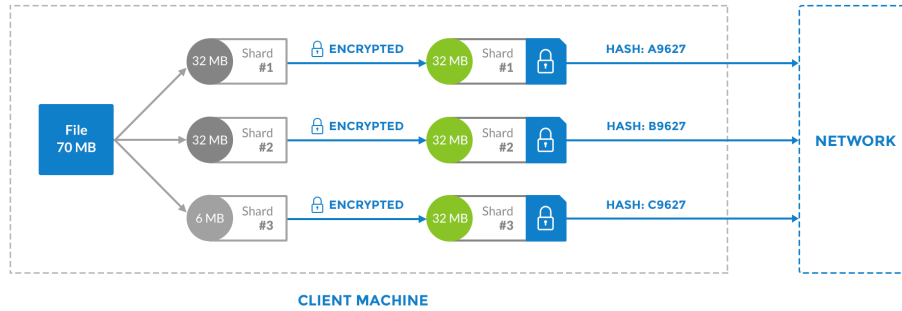 32 MB Shard #1 ENCRYPTED 32 MB Shard #1 HASH: A9627
File 70 MB
32 MB Shard #2 ENCRYPTED 32 MB Shard #2 HASH: B9627
NETWORK
6 MB Shard #3 ENCRYPTED 32 MB Shard #3 HASH: C9627
CLIENT MACHINE